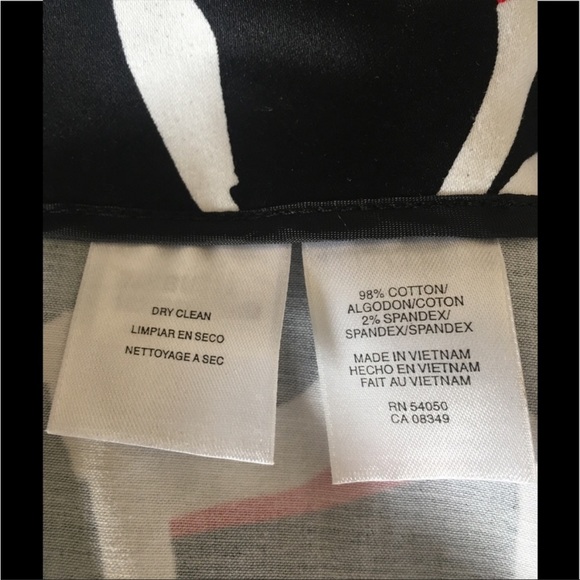 DRY CLEAN
LIMPIAR EN SECO
NETTOYAGE A SEC
98% COTTON/
ALGODON/COTON
2% SPANDEX/
SPANDEX/SPANDEX
MADE IN VIETNAM
HECHO EN VIETNAM
FAIT AU VIETNAM
RN 54050
CA 08349